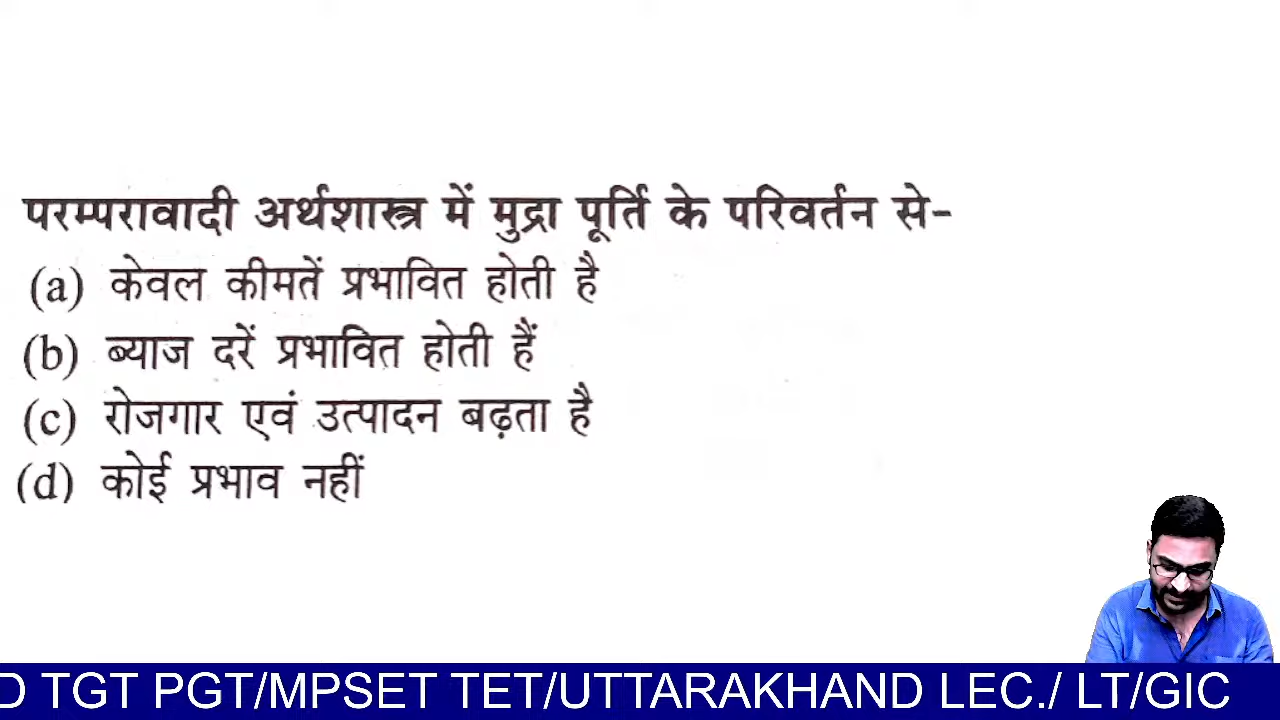 परम्परावादी अर्थशास्त्र में मुद्रा पूर्ति के परिवर्तन से-
(a) केवल कीमतें प्रभावित होती है
(b) ब्याज दरें प्रभावित होती हैं
(c) रोजगार एवं उत्पादन बढ़ता है
(d) कोई प्रभाव नहीं
D TGT PGT/MPSET TET/UTTARAKHAND LEC./ LT/GIC